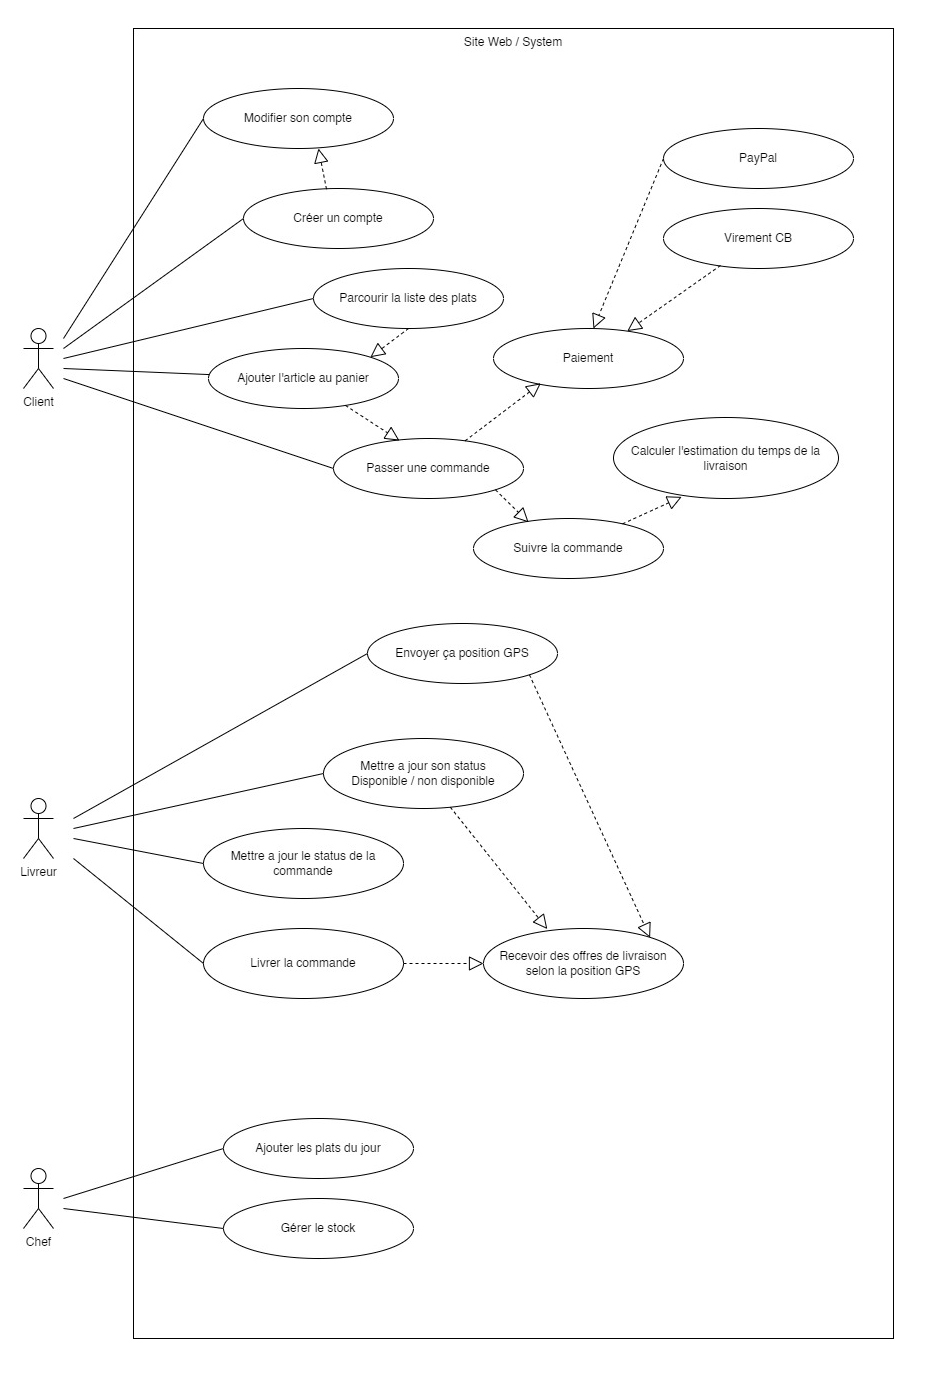 Site Web / System
Modifier son compte
PayPal
Créer un compte
Virement CB
Parcourir la liste des plats
Paiement
Ajouter l'article au panier
Client
Passer une commande
Calculer l'estimation du temps de la
livraison
Suivre la commande
Envoyer ça position GPS
Mettre a jour son status
Disponible / non disponible
Mettre a jour le status de la
commande
Livreur
Livrer la commande
Recevoir des offres de livraison
selon la position GPS
Ajouter les plats du jour
Gérer le stock
Chef